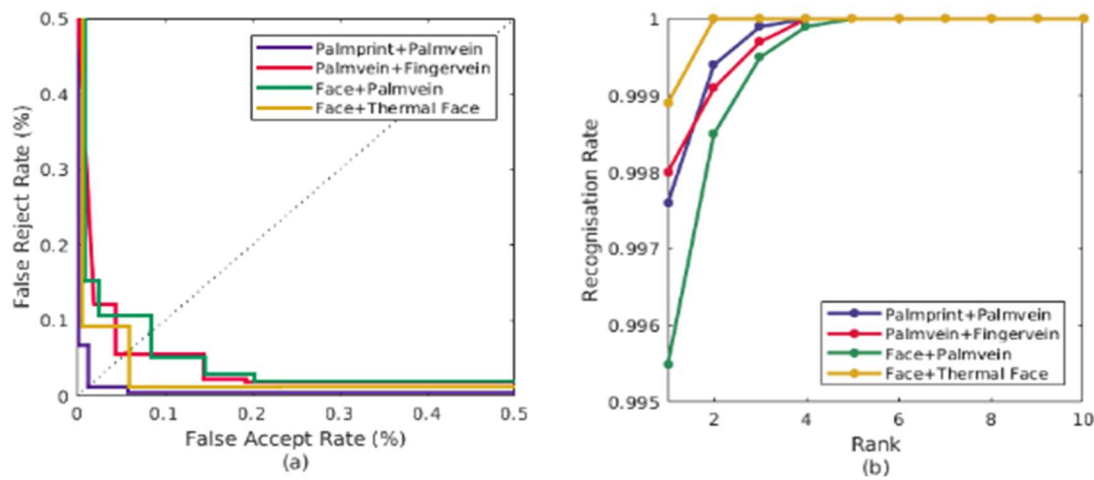 0.5
0.4
0.3
0.2
0.1
0
False Reject Rate (%)
Palmprint+Palmvein
Palmvein+Fingervein
Face+Palmvein
Face+Thermal Face
0 0.1 0.2 0.3 0.4 0.5
False Accept Rate (%)
(a)
1
0.999
0.998
0.997
0.996
0.995
Recognisation Rate
Palmprint+Palmvein
Palmvein+Fingervein
Face+Palmvein
Face+Thermal Face
2 4 6 8 10
Rank
(b)